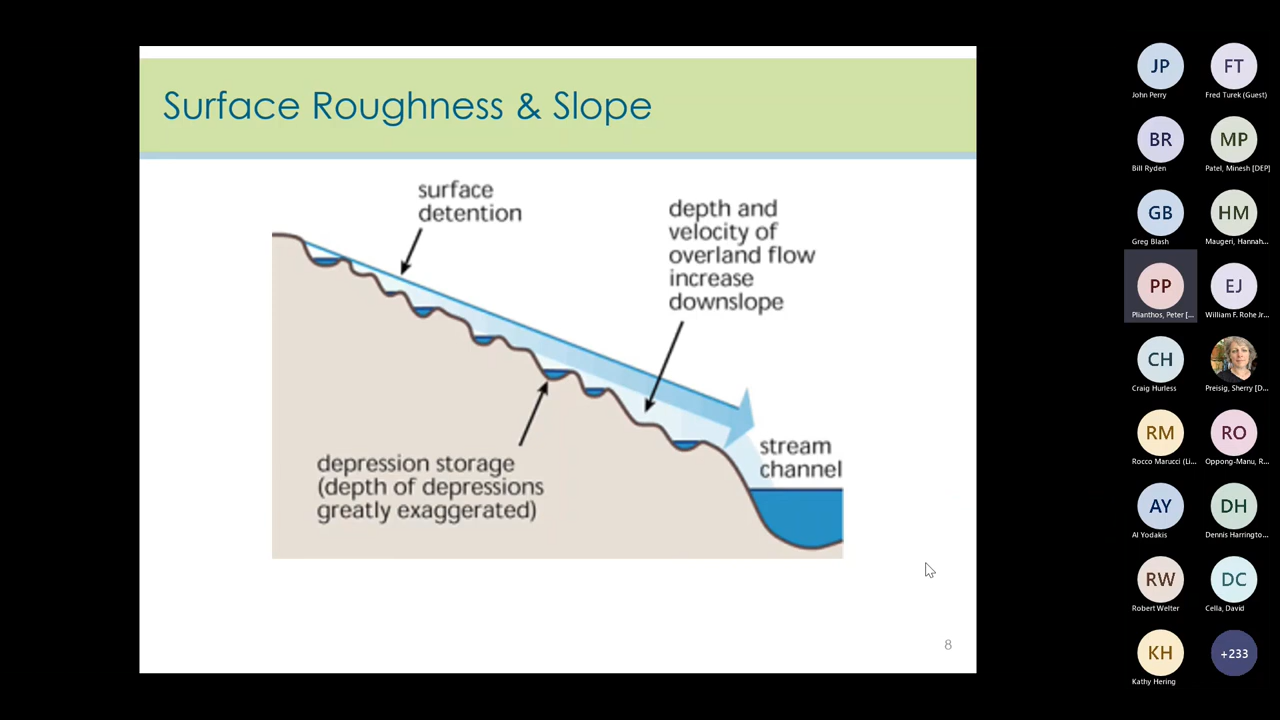 Surface Roughness & Slope
surface
detention
depth and
velocity of
overland flow
increase
downslope
depression storage
(depth of depressions
greatly exaggerated)
stream
channel
8
JP
John Perry
FT
Fred Turek (Guest)
BR
Bill Ryden
MP
Patel, Minesh [DEP]
GB
Greg Blash
HM
Maugeri, Hannah...
PP
Plianthos, Peter [...
EJ
William F. Rohe Jr...
CH
Craig Hurless
Preisig, Sherry [D...
RM
Rocco Marucci (Li...
RO
Oppong-Manu, R...
AY
Al Yodakis
DH
Dennis Harringto...
RW
Robert Welter
DC
Cella, David
KH
Kathy Hering
+233